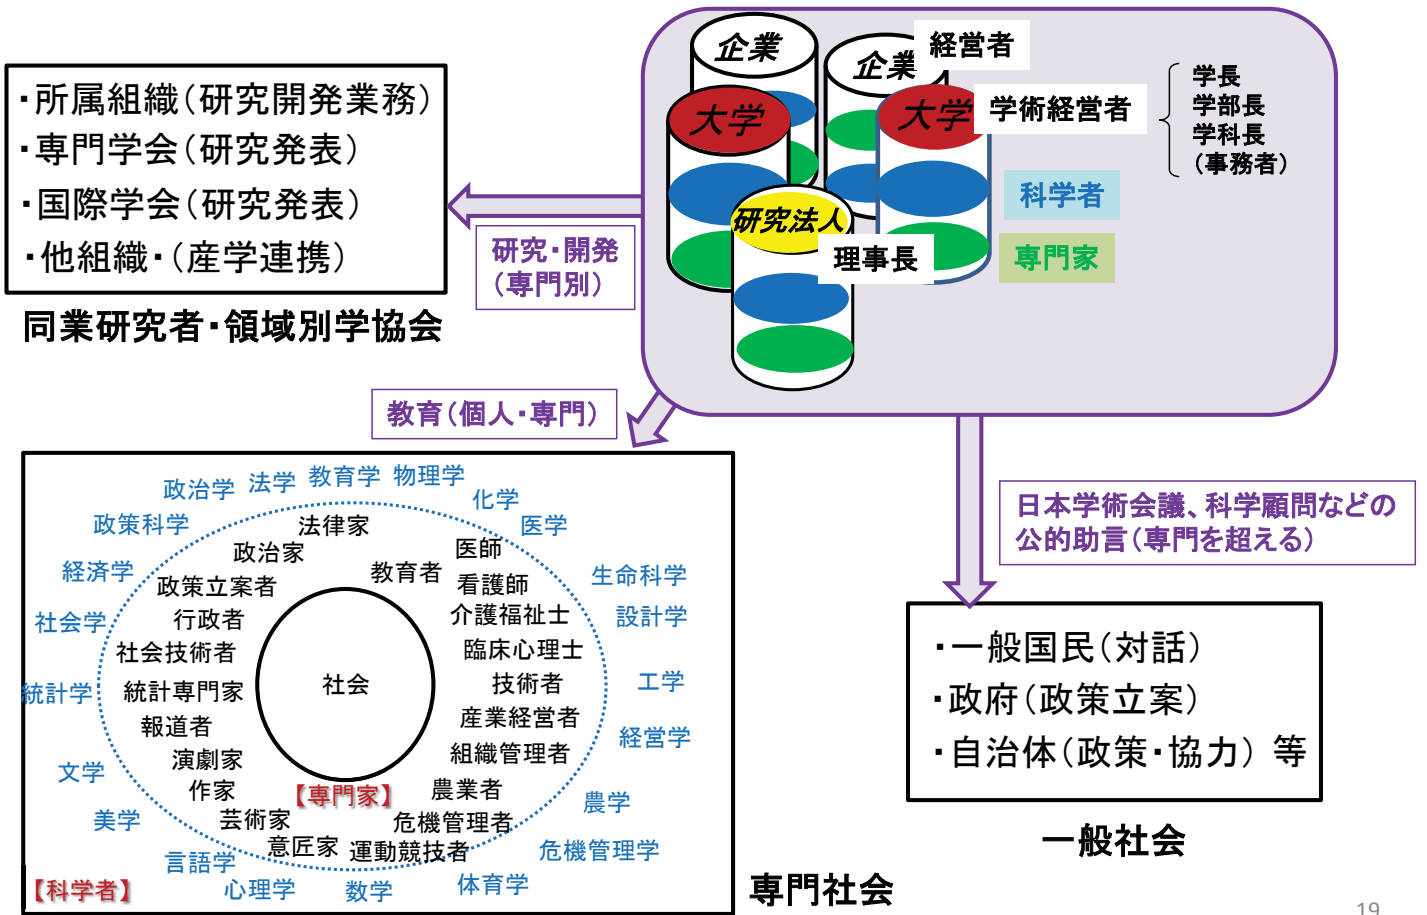 企業
企業
経営者
大学
大学
学術経営者
学長
学部長
学科長
(事務者)
科学者
専門家
研究法人
理事長
・所属組織(研究開発業務)
・専門学会(研究発表)
・国際学会(研究発表)
・他組織・(産学連携)
同業研究者・領域別学協会
研究・開発
(専門別)
教育(個人・専門)
日本学術会議、科学顧問などの
公的助言(専門を超える)
・一般国民(対話)
・政府(政策立案)
・自治体(政策・協力) 等
一般社会
政治学
法学
教育学
物理学
化学
医学
生命科学
設計学
工学
経営学
農学
危機管理学
体育学
数学
心理学
言語学
美学
文学
統計学
社会学
経済学
政策科学
法律家
政治家
教育者
医師
看護師
介護福祉士
臨床心理士
技術者
産業経営者
組織管理者
農業者
危機管理者
運動競技者
意匠家
芸術家
作家
演劇家
報道者
統計専門家
社会技術者
行政者
政策立案者
社会
【専門家】
【科学者】
専門社会
19